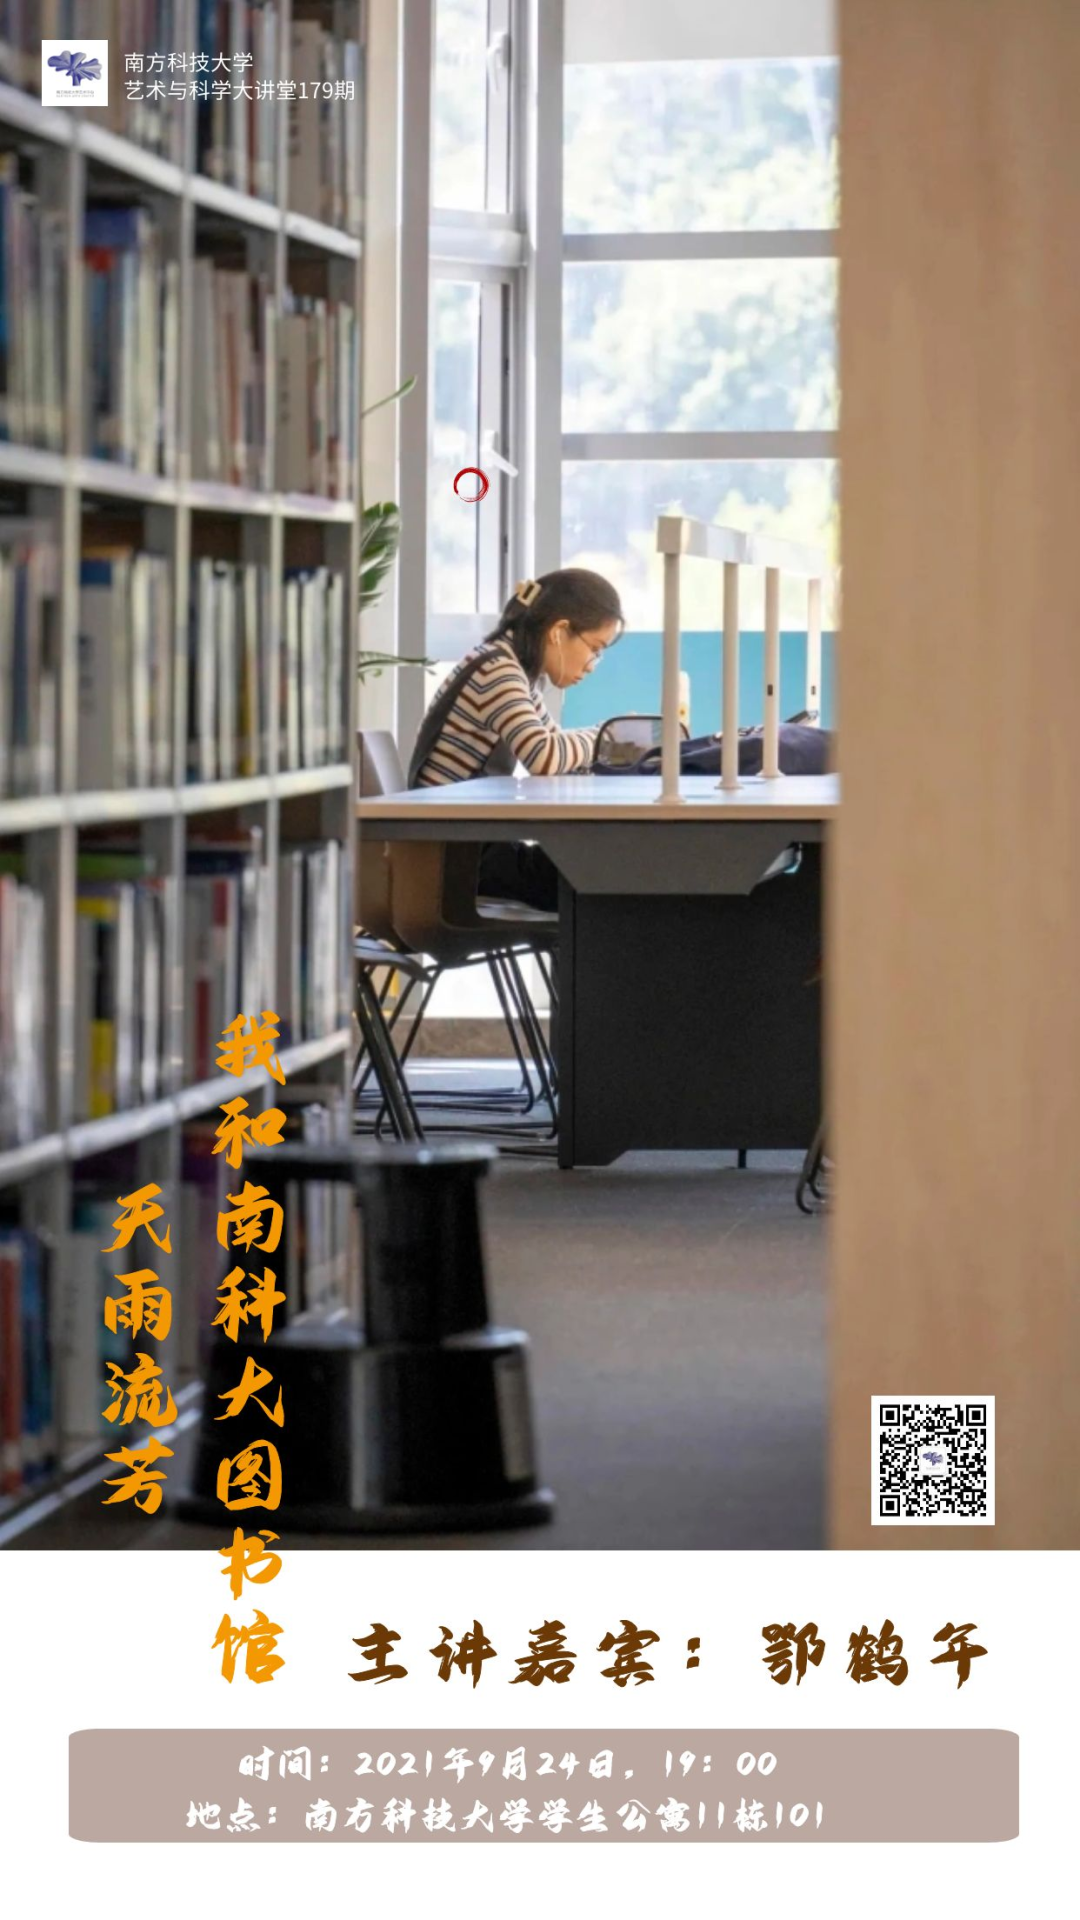 南方科技大学
艺术与科学大讲堂179期
我和南科大图书馆
天雨流芳
主讲嘉宾：鄂鹤年
时间：2021年9月24日，19：00
地点：南方科技大学学生公寓11栋101